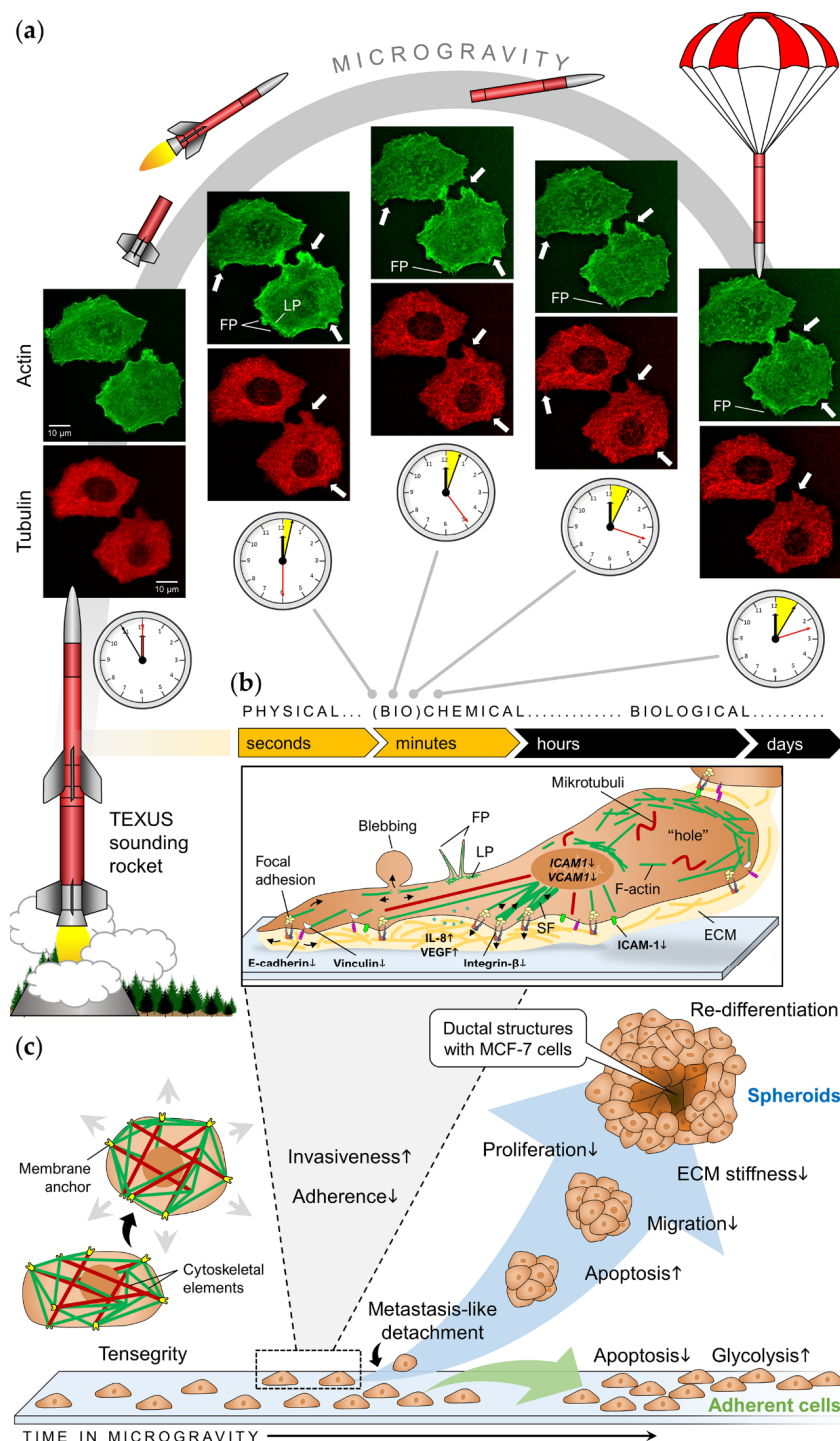 (a)
MICROGRAVITY
Actin
Tubulin
10 µm
10 µm
FP
LP
FP
FP
FP
(b)
PHYSICAL... (BIO)CHEMICAL............. BIOLOGICAL..........
seconds
minutes
hours
days
TEXUS
sounding
rocket
Mikrotubuli
FP
Blebbing
"hole"
LP
Focal
adhesion
ICAM1↓
VCAM1↓
F-actin
SF
ECM
E-cadherin↓
Vinculin↓
IL-8↑
VEGF↑
Integrin-β↓
ICAM-1↓
(c)
Re-differentiation
Ductal structures
with MCF-7 cells
Spheroids
Membrane
anchor
Invasiveness↑
Adherence↓
Proliferation↓
ECM stiffness↓
Migration↓
Cytoskeletal
elements
Apoptosis↑
Metastasis-like
detachment
Tensegrity
Apoptosis↓ Glycolysis↑
Adherent cells
TIME IN MICROGRAVITY